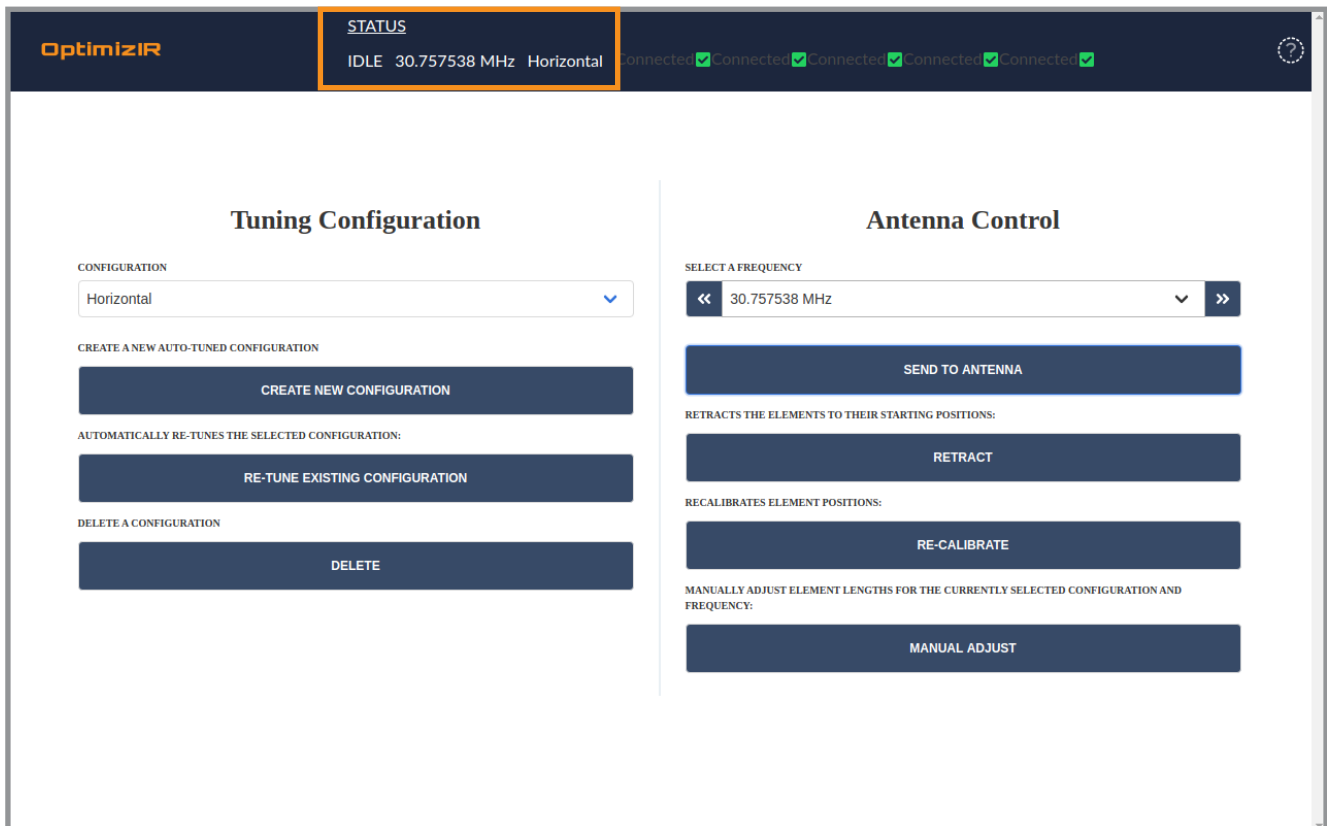 OptimizIR
STATUS
IDLE 30.757538 MHz Horizontal
Connected Connected Connected Connected Connected
?
Tuning Configuration
CONFIGURATION
Horizontal
CREATE A NEW AUTO-TUNED CONFIGURATION
CREATE NEW CONFIGURATION
AUTOMATICALLY RE-TUNES THE SELECTED CONFIGURATION:
RE-TUNE EXISTING CONFIGURATION
DELETE A CONFIGURATION
DELETE
Antenna Control
SELECT A FREQUENCY
30.757538 MHz
SEND TO ANTENNA
RETRACTS THE ELEMENTS TO THEIR STARTING POSITIONS:
RETRACT
RECALIBRATES ELEMENT POSITIONS:
RE-CALIBRATE
MANUALLY ADJUST ELEMENT LENGTHS FOR THE CURRENTLY SELECTED CONFIGURATION AND
FREQUENCY:
MANUAL ADJUST